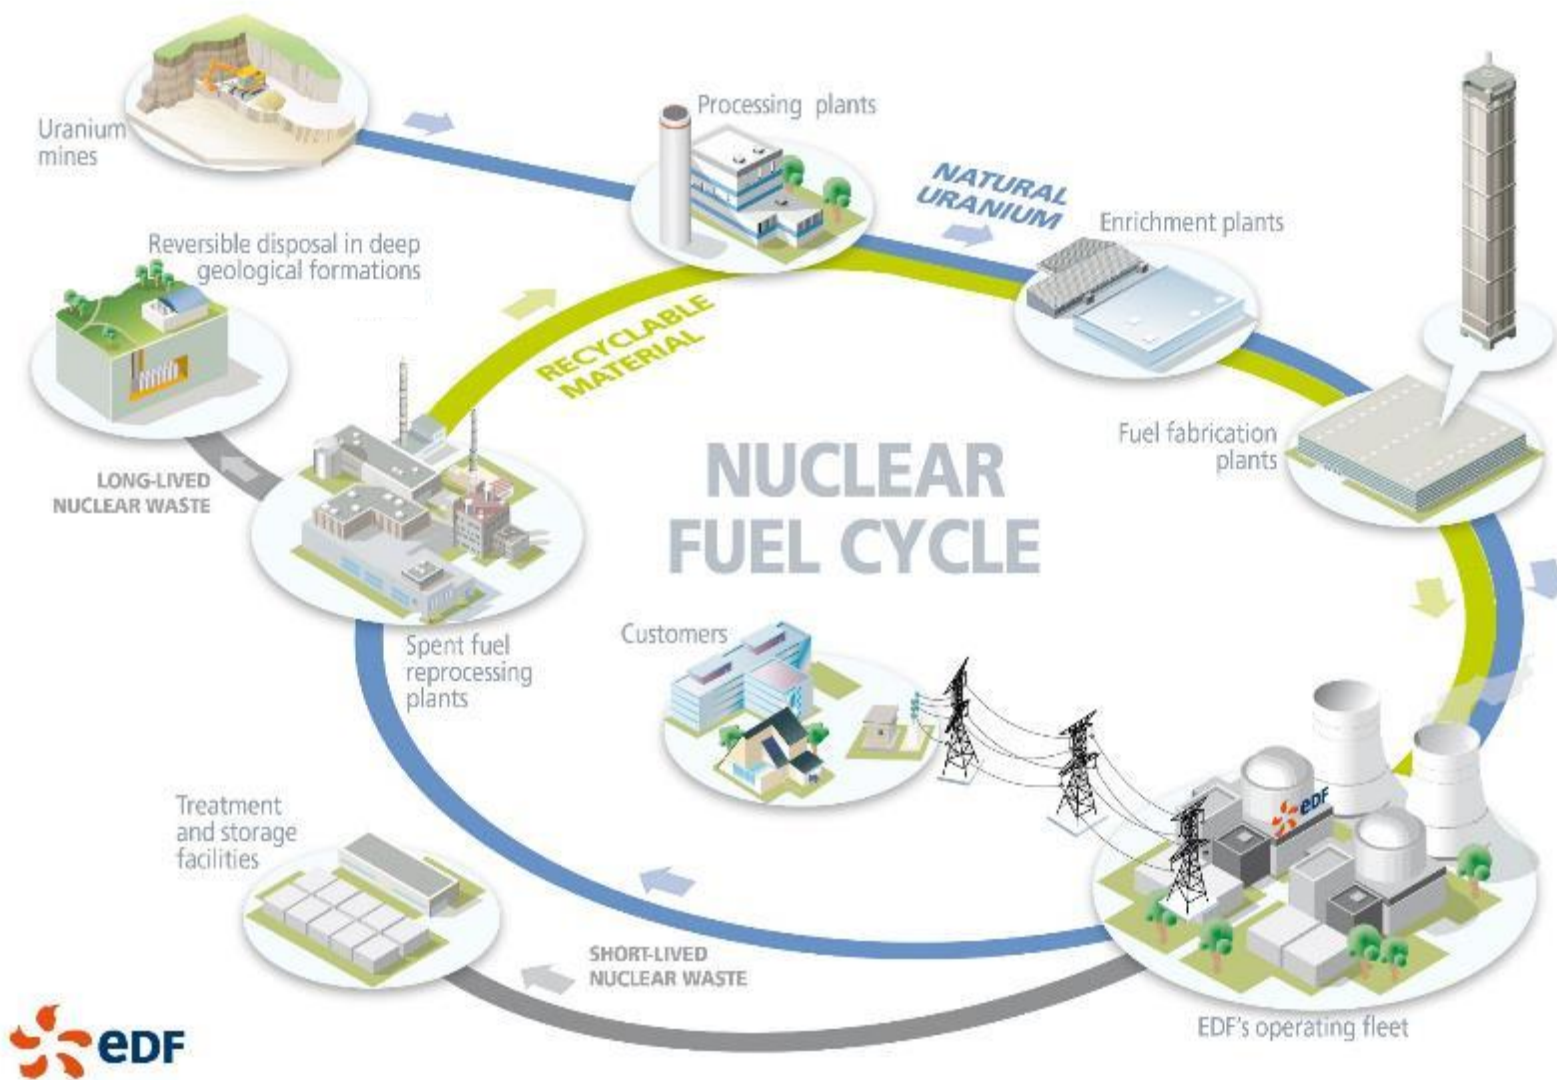 Uranium
mines
Processing plants
NATURAL
URANIUM
Enrichment plants
Reversible disposal in deep
geological formations
RECYCLABLE
MATERIAL
Fuel fabrication
plants
NUCLEAR
FUEL CYCLE
LONG-LIVED
NUCLEAR WASTE
Spent fuel
reprocessing
plants
Customers
eDF
Treatment
and storage
facilities
SHORT-LIVED
NUCLEAR WASTE
EDF's operating fleet
eDF